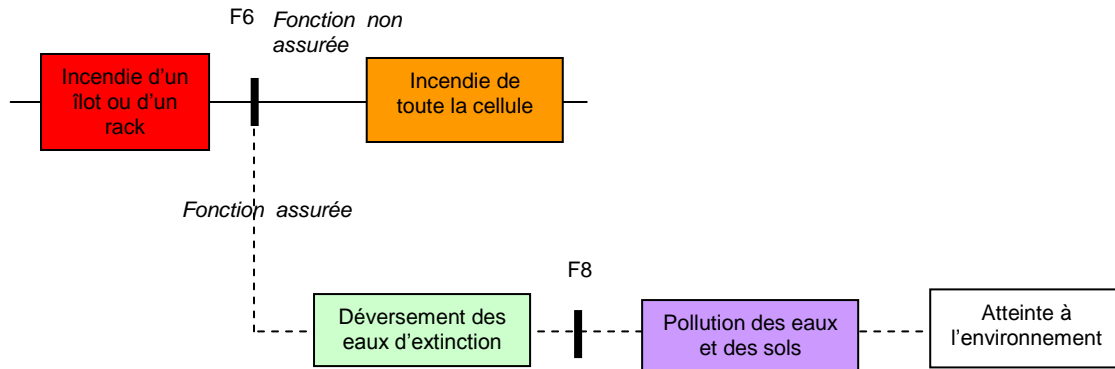 F6
Fonction non
assurée
Incendie d’un
îlot ou d’un
rack
Incendie de
toute la cellule
Fonction assurée
F8
Déversement des
eaux d’extinction
Pollution des eaux
et des sols
Atteinte à
l’environnement